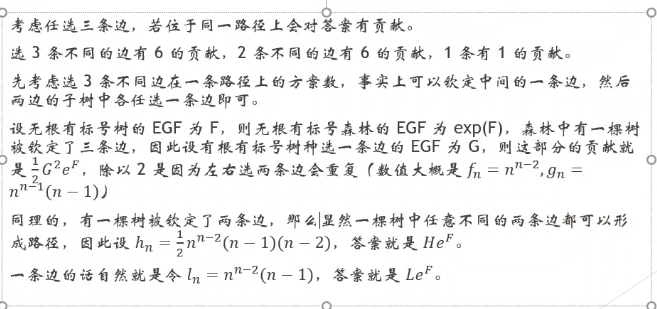 考虑任选三条边，若位于同一路径上会对答案有贡献。
选 3 条不同的边有 6 的贡献，2 条不同的边有 6 的贡献，1 条有 1 的贡献。
先考虑选 3 条不同边在一条路径上的方案数，事实上可以钦定中间的一条边，然后
两边的子树中各任选一条边即可。
设无根有标号树的 EGF 为 F，则无根有标号森林的 EGF 为 exp(F)，森林中有一棵树
被钦定了三条边，因此设有根有标号树种选一条边的 EGF 为 G，则这部分的贡献就
是 $\frac{1}{2}G^2e^F$，除以 2 是因为左右选两条边会重复（数值大概是 $f_n = n^{n-2}, g_n =$
$n^{n-1}(n-1)$）
同理的，有一棵树被钦定了两条边，那么显然一棵树中任意不同的两条边都可以形
成路径，因此设 $h_n = \frac{1}{2}n^{n-2}(n-1)(n-2)$，答案就是 $He^F$。
一条边的话自然就是令 $l_n = n^{n-2}(n-1)$，答案就是 $Le^F$。